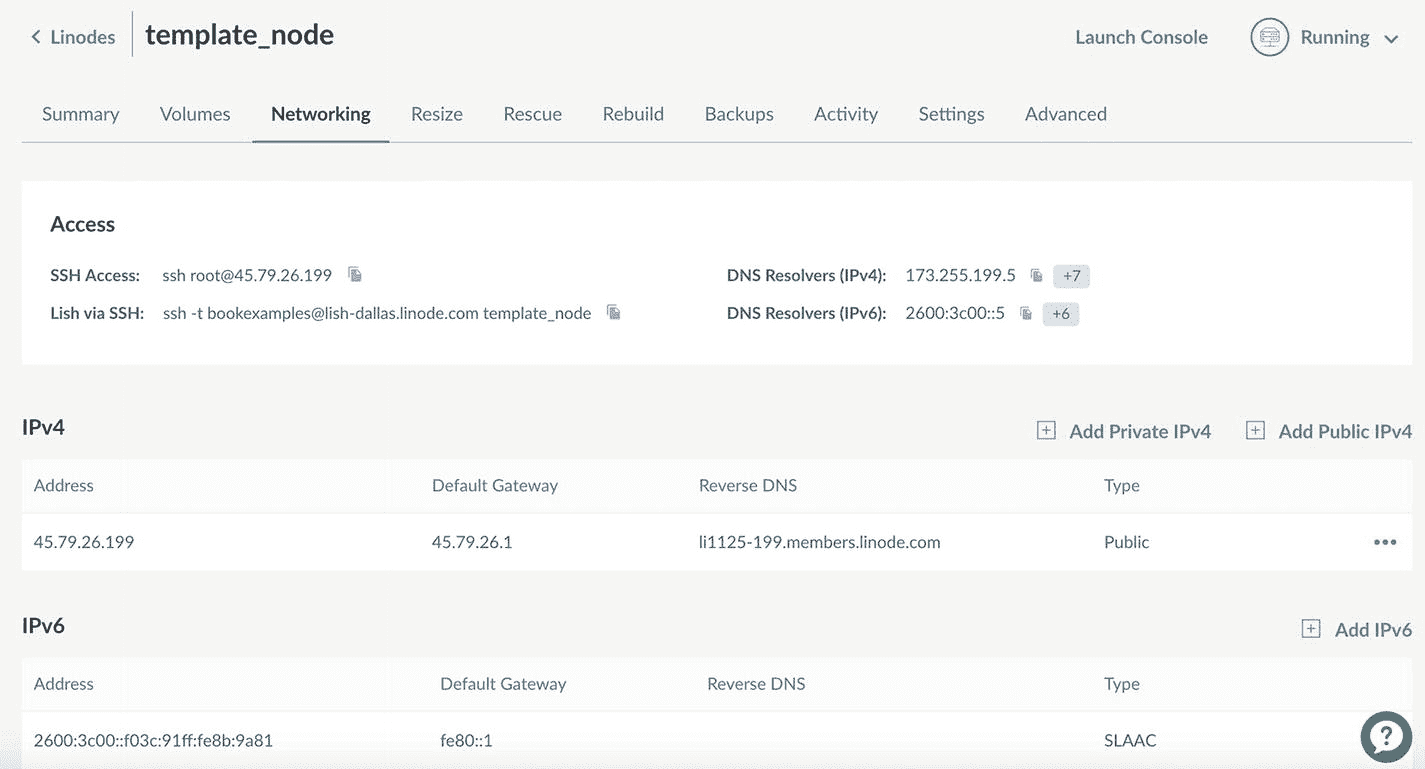 Linodes template_node Launch Console Running
Summary Volumes Networking Resize Rescue Rebuild Backups Activity Settings Advanced
Access
SSH Access: ssh root@45.79.26.199 DNS Resolvers (IPv4): 173.255.199.5 +7
Lish via SSH: ssh -t bookexamples@lish-dallas.linode.com template_node DNS Resolvers (IPv6): 2600:3c00::5 +6
IPv4 Add Private IPv4 Add Public IPv4
Address Default Gateway Reverse DNS Type
45.79.26.199 45.79.26.1 li1125-199.members.linode.com Public •••
IPv6 Add IPv6
Address Default Gateway Reverse DNS Type
2600:3c00::f03c:91ff:fe8b:9a81 fe80::1 SLAAC ?